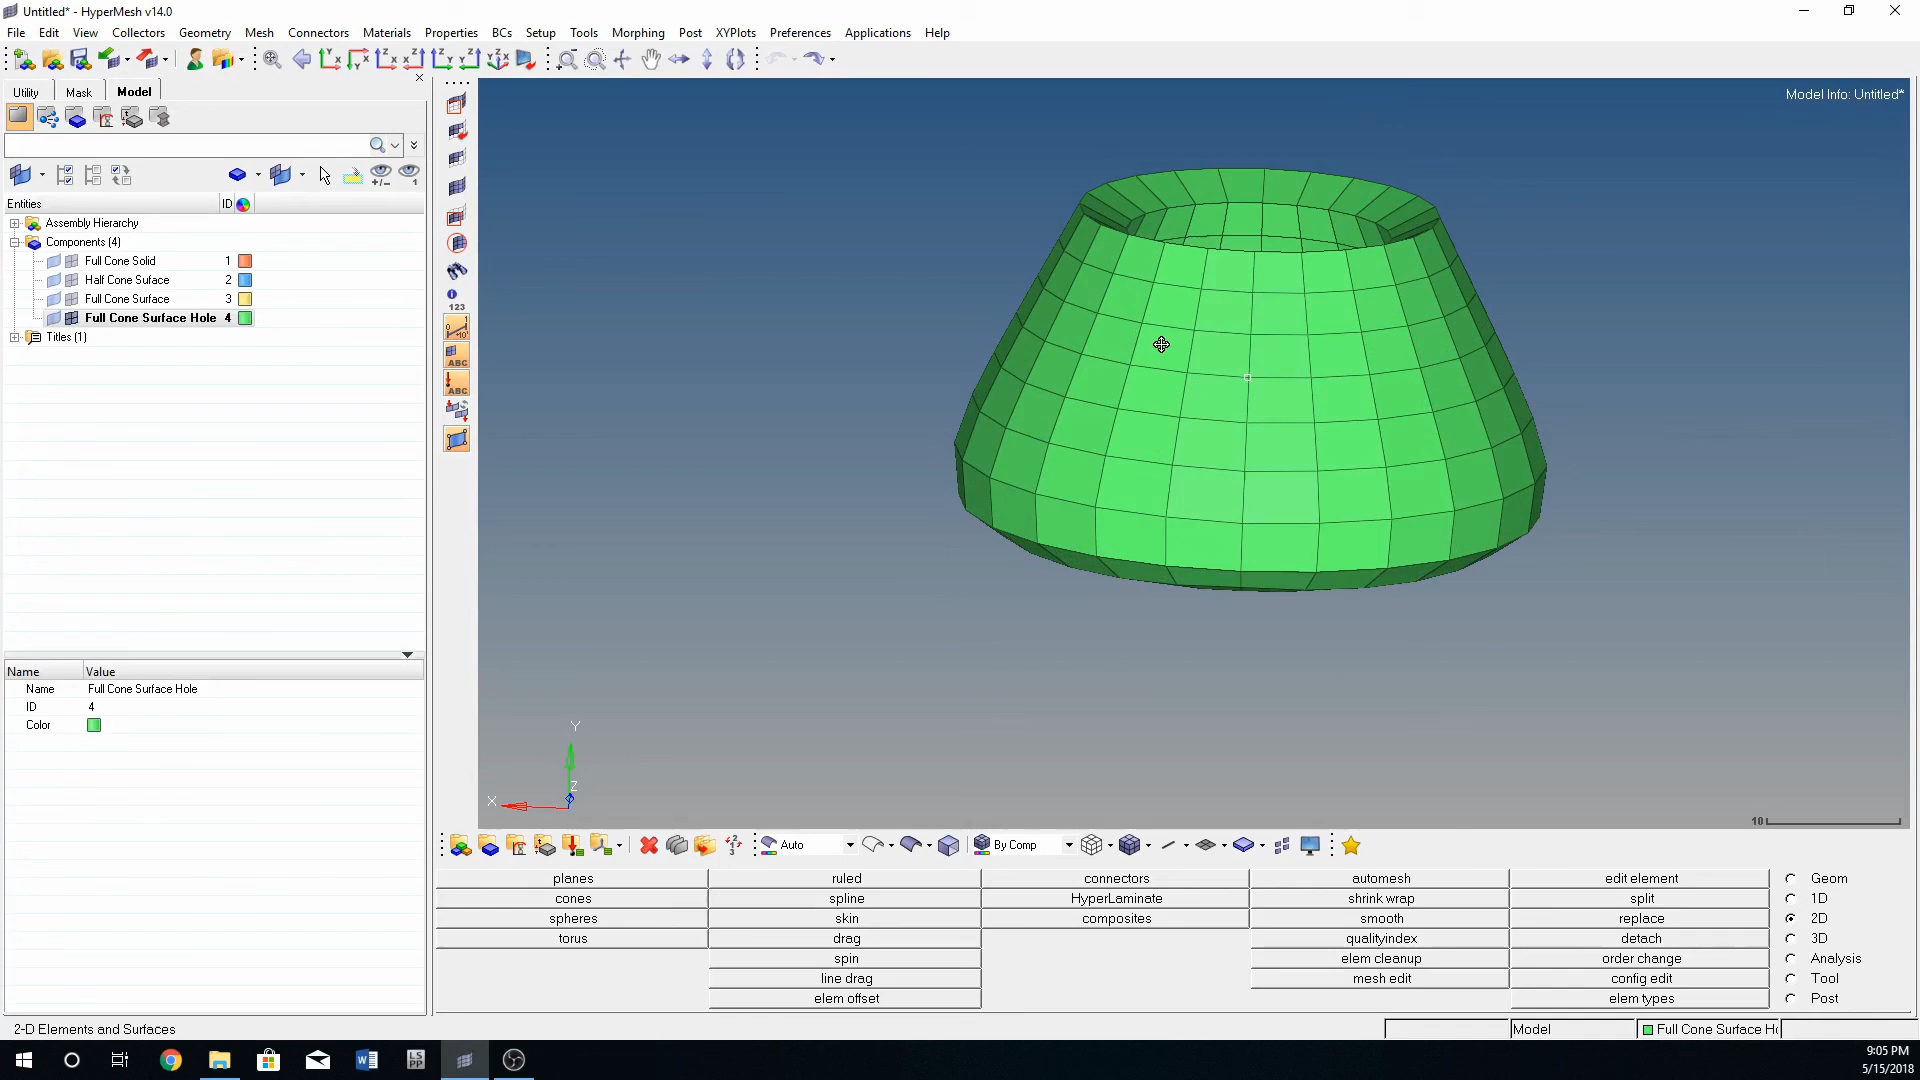 Untitled* - HyperMesh v14.0
File Edit View Collectors Geometry Mesh Connectors Materials Properties BCs Setup Tools Morphing Post XYPlots Preferences Applications Help
Utility Mask Model
Model Info: Untitled*
Entities ID
Assembly Hierarchy
Components (4)
Full Cone Solid 1
Half Cone Suface 2
Full Cone Surface 3
Full Cone Surface Hole 4
Titles (1)
123
ABC
ABC
Name Value
Name Full Cone Surface Hole
ID 4
Color
Y
Z
X
10
Auto By Comp
planes ruled connectors automesh edit element Geom
cones spline HyperLaminate shrink wrap split 1D
spheres skin composites smooth replace 2D
torus drag qualityindex detach 3D
spin elem cleanup order change Analysis
line drag mesh edit config edit Tool
elem offset elem types Post
2-D Elements and Surfaces Model Full Cone Surface Ho
LS
PP
9:05 PM
5/15/2018